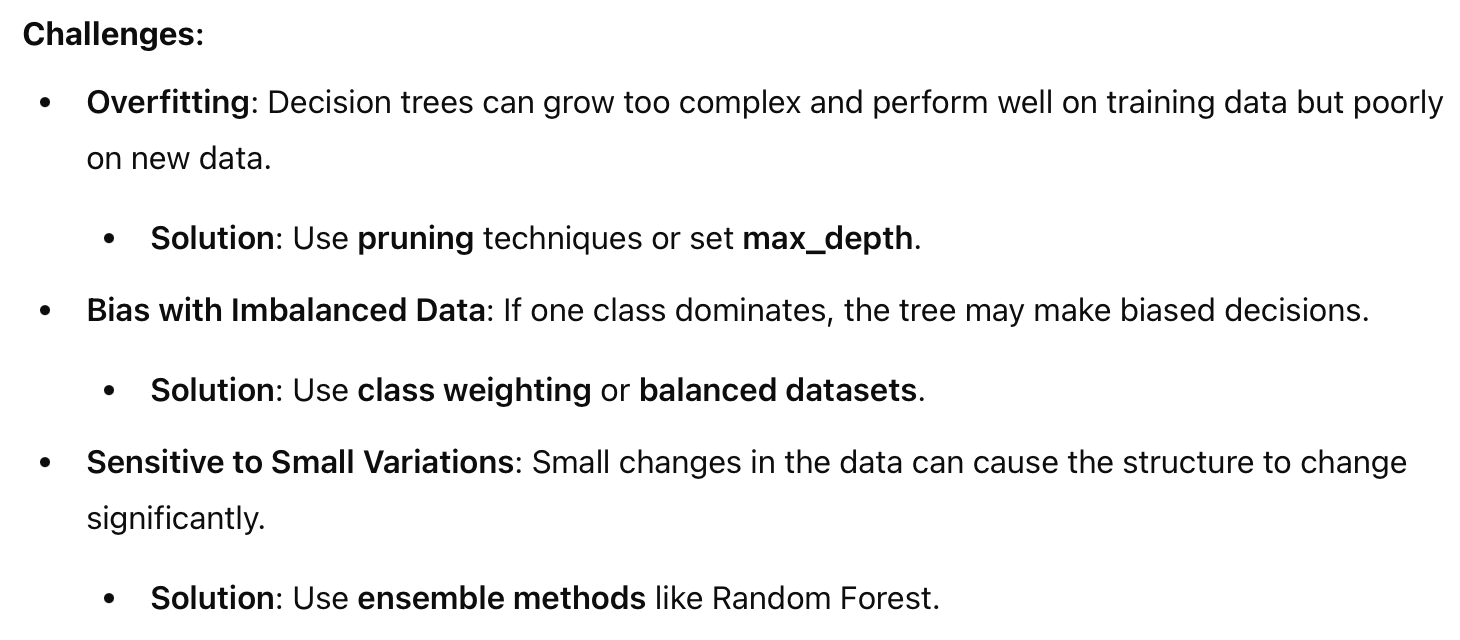 Challenges:
• Overfitting: Decision trees can grow too complex and perform well on training data but poorly
on new data.
• Solution: Use pruning techniques or set max_depth.
• Bias with Imbalanced Data: If one class dominates, the tree may make biased decisions.
• Solution: Use class weighting or balanced datasets.
• Sensitive to Small Variations: Small changes in the data can cause the structure to change
significantly.
• Solution: Use ensemble methods like Random Forest.